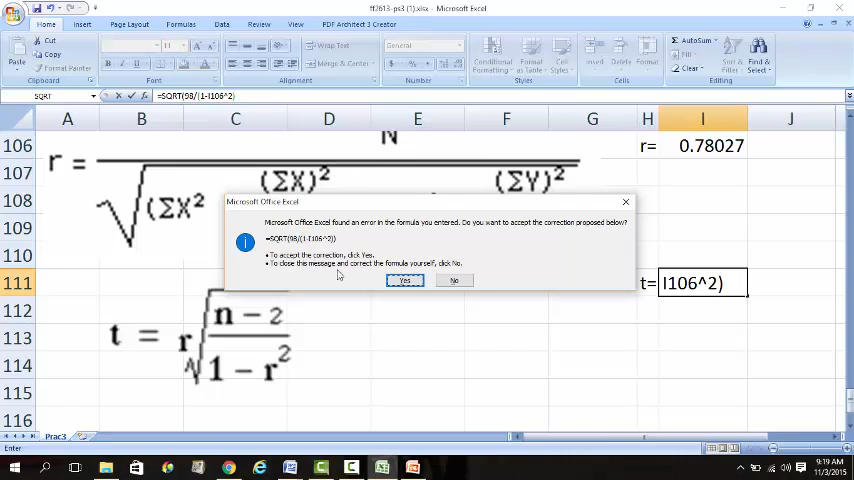 ff2613-ps3 (1).xlsx - Microsoft Excel
Home Insert Page Layout Formulas Data Review View PDF Architect 3 Creator
Paste
Cut
Copy
Format Painter
Clipboard
B I U
Font
Wrap Text
Merge & Center
Alignment
General
$ % ,
Number
Conditional Formatting
Format as Table
Cell Styles
Styles
Insert Delete Format
Cells
AutoSum
Fill
Clear
Sort & Filter
Find & Select
Editing
SQRT fx =SQRT(98/(1-I106^2)
A B C D E F G H I J
106 N r= 0.78027
107 r = (ΣX)² (ΣY)²
108 (ΣX²
109
110
111 t= I106^2)
112 n - 2
113 t = r
114 1 - r²
115
116
Microsoft Office Excel
Microsoft Office Excel found an error in the formula you entered. Do you want to accept the correction proposed below?
=SQRT(98/(1-I106^2))
• To accept the correction, click Yes.
• To close this message and correct the formula yourself, click No.
Yes No
Prac3
Enter 100%
9:19 AM
11/3/2015